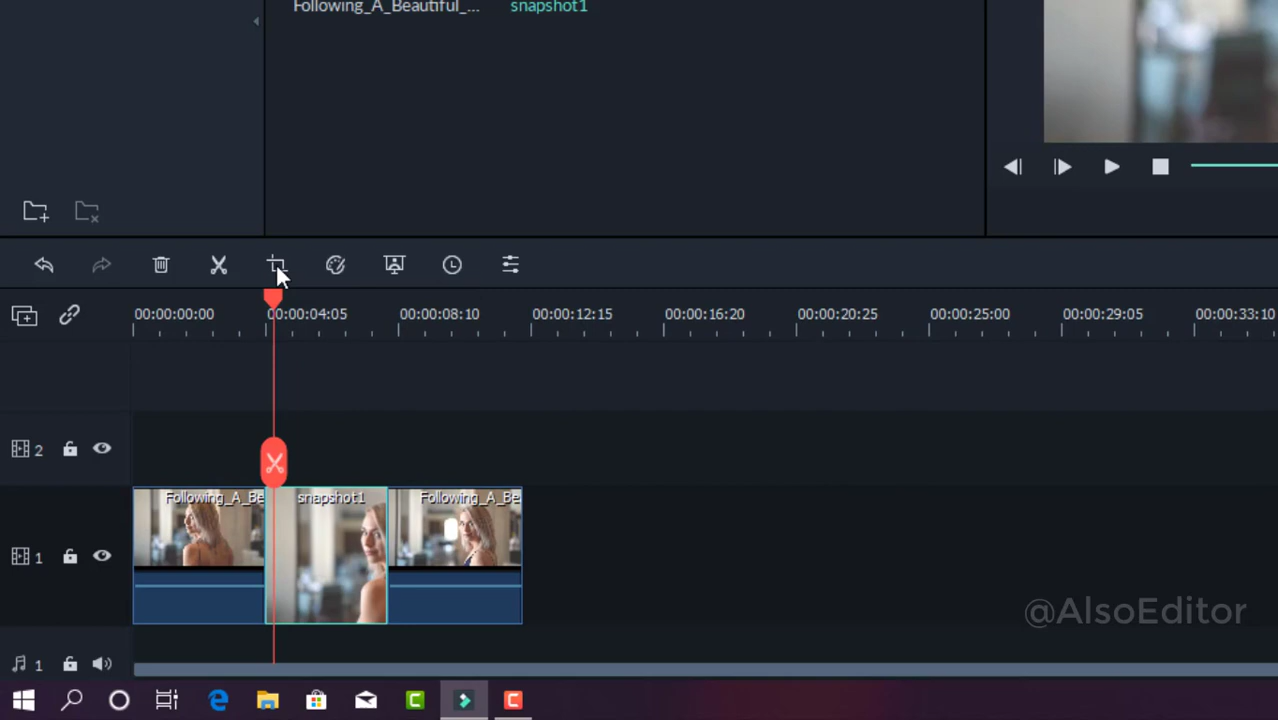 Following_A_Beautiful_... snapshot1
00:00:00:00 00:00:04:05 00:00:08:10 00:00:12:15 00:00:16:20 00:00:20:25 00:00:25:00 00:00:29:05 00:00:33:10
2
Following_A_Be snapshot1 Following_A_Be
1
@AlsoEditor
1